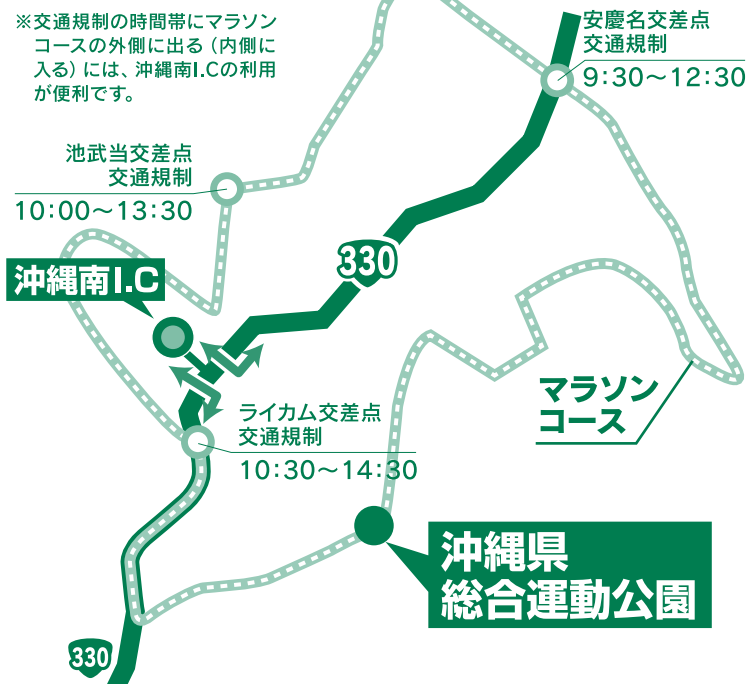 ※交通規制の時間帯にマラソン
コースの外側に出る（内側に
入る）には、沖縄南I.Cの利用
が便利です。
安慶名交差点
交通規制
9:30〜12:30
池武当交差点
交通規制
10:00〜13:30
330
沖縄南I.C
マラソン
コース
ライカム交差点
交通規制
10:30〜14:30
沖縄県
総合運動公園
330